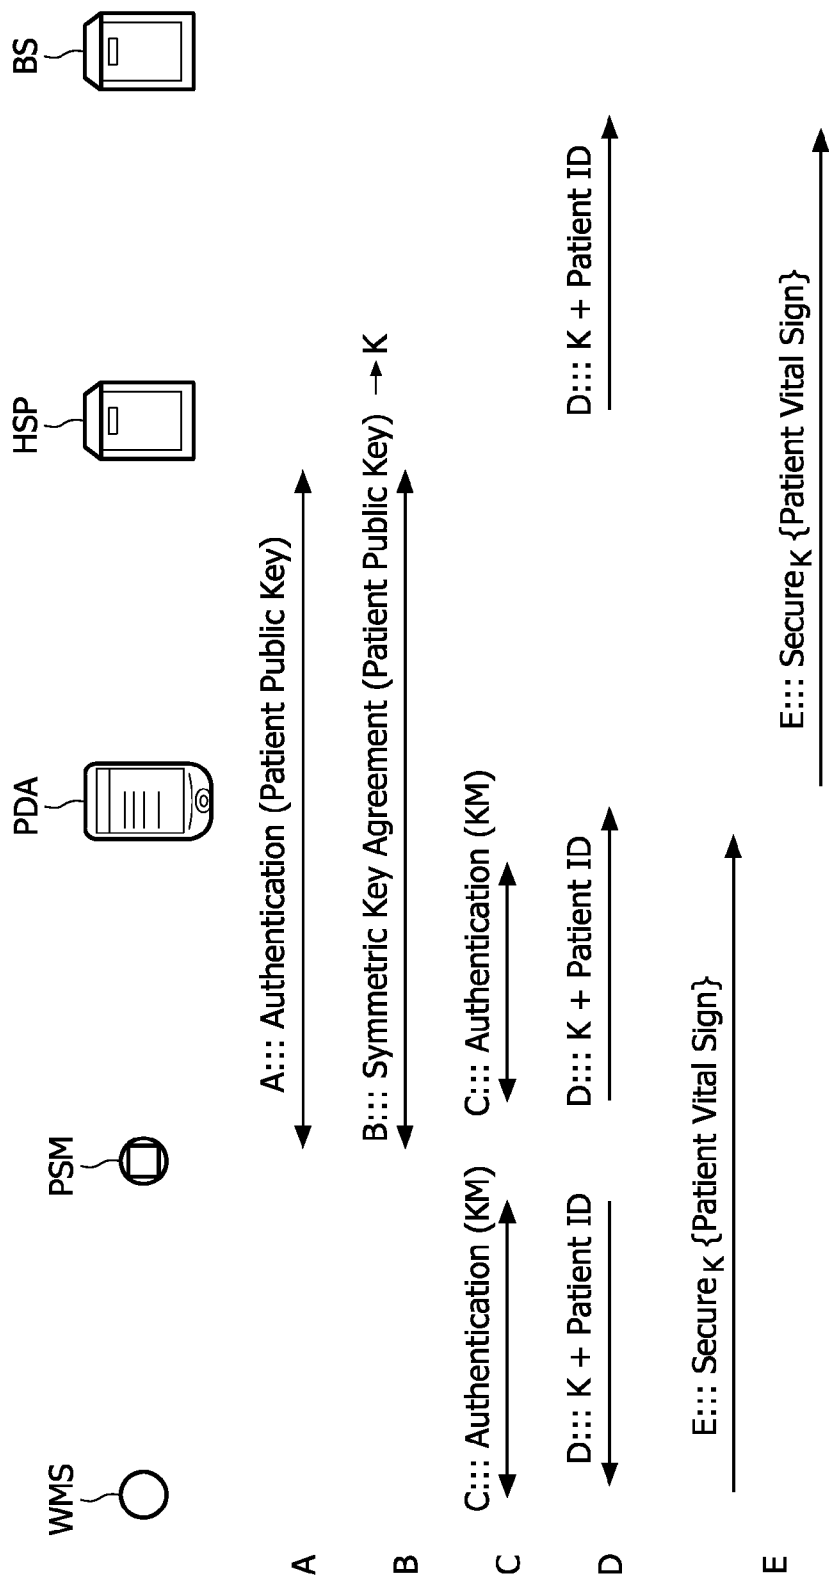 WMS
PSM
PDA
HSP
BS
A
A::: Authentication (Patient Public Key)
B
B::: Symmetric Key Agreement (Patient Public Key) → K
C
C::: Authentication (KM)
C::: Authentication (KM)
D
D::: K + Patient ID
D::: K + Patient ID
D::: K + Patient ID
E
E::: SecureK {Patient Vital Sign}
E::: SecureK {Patient Vital Sign}